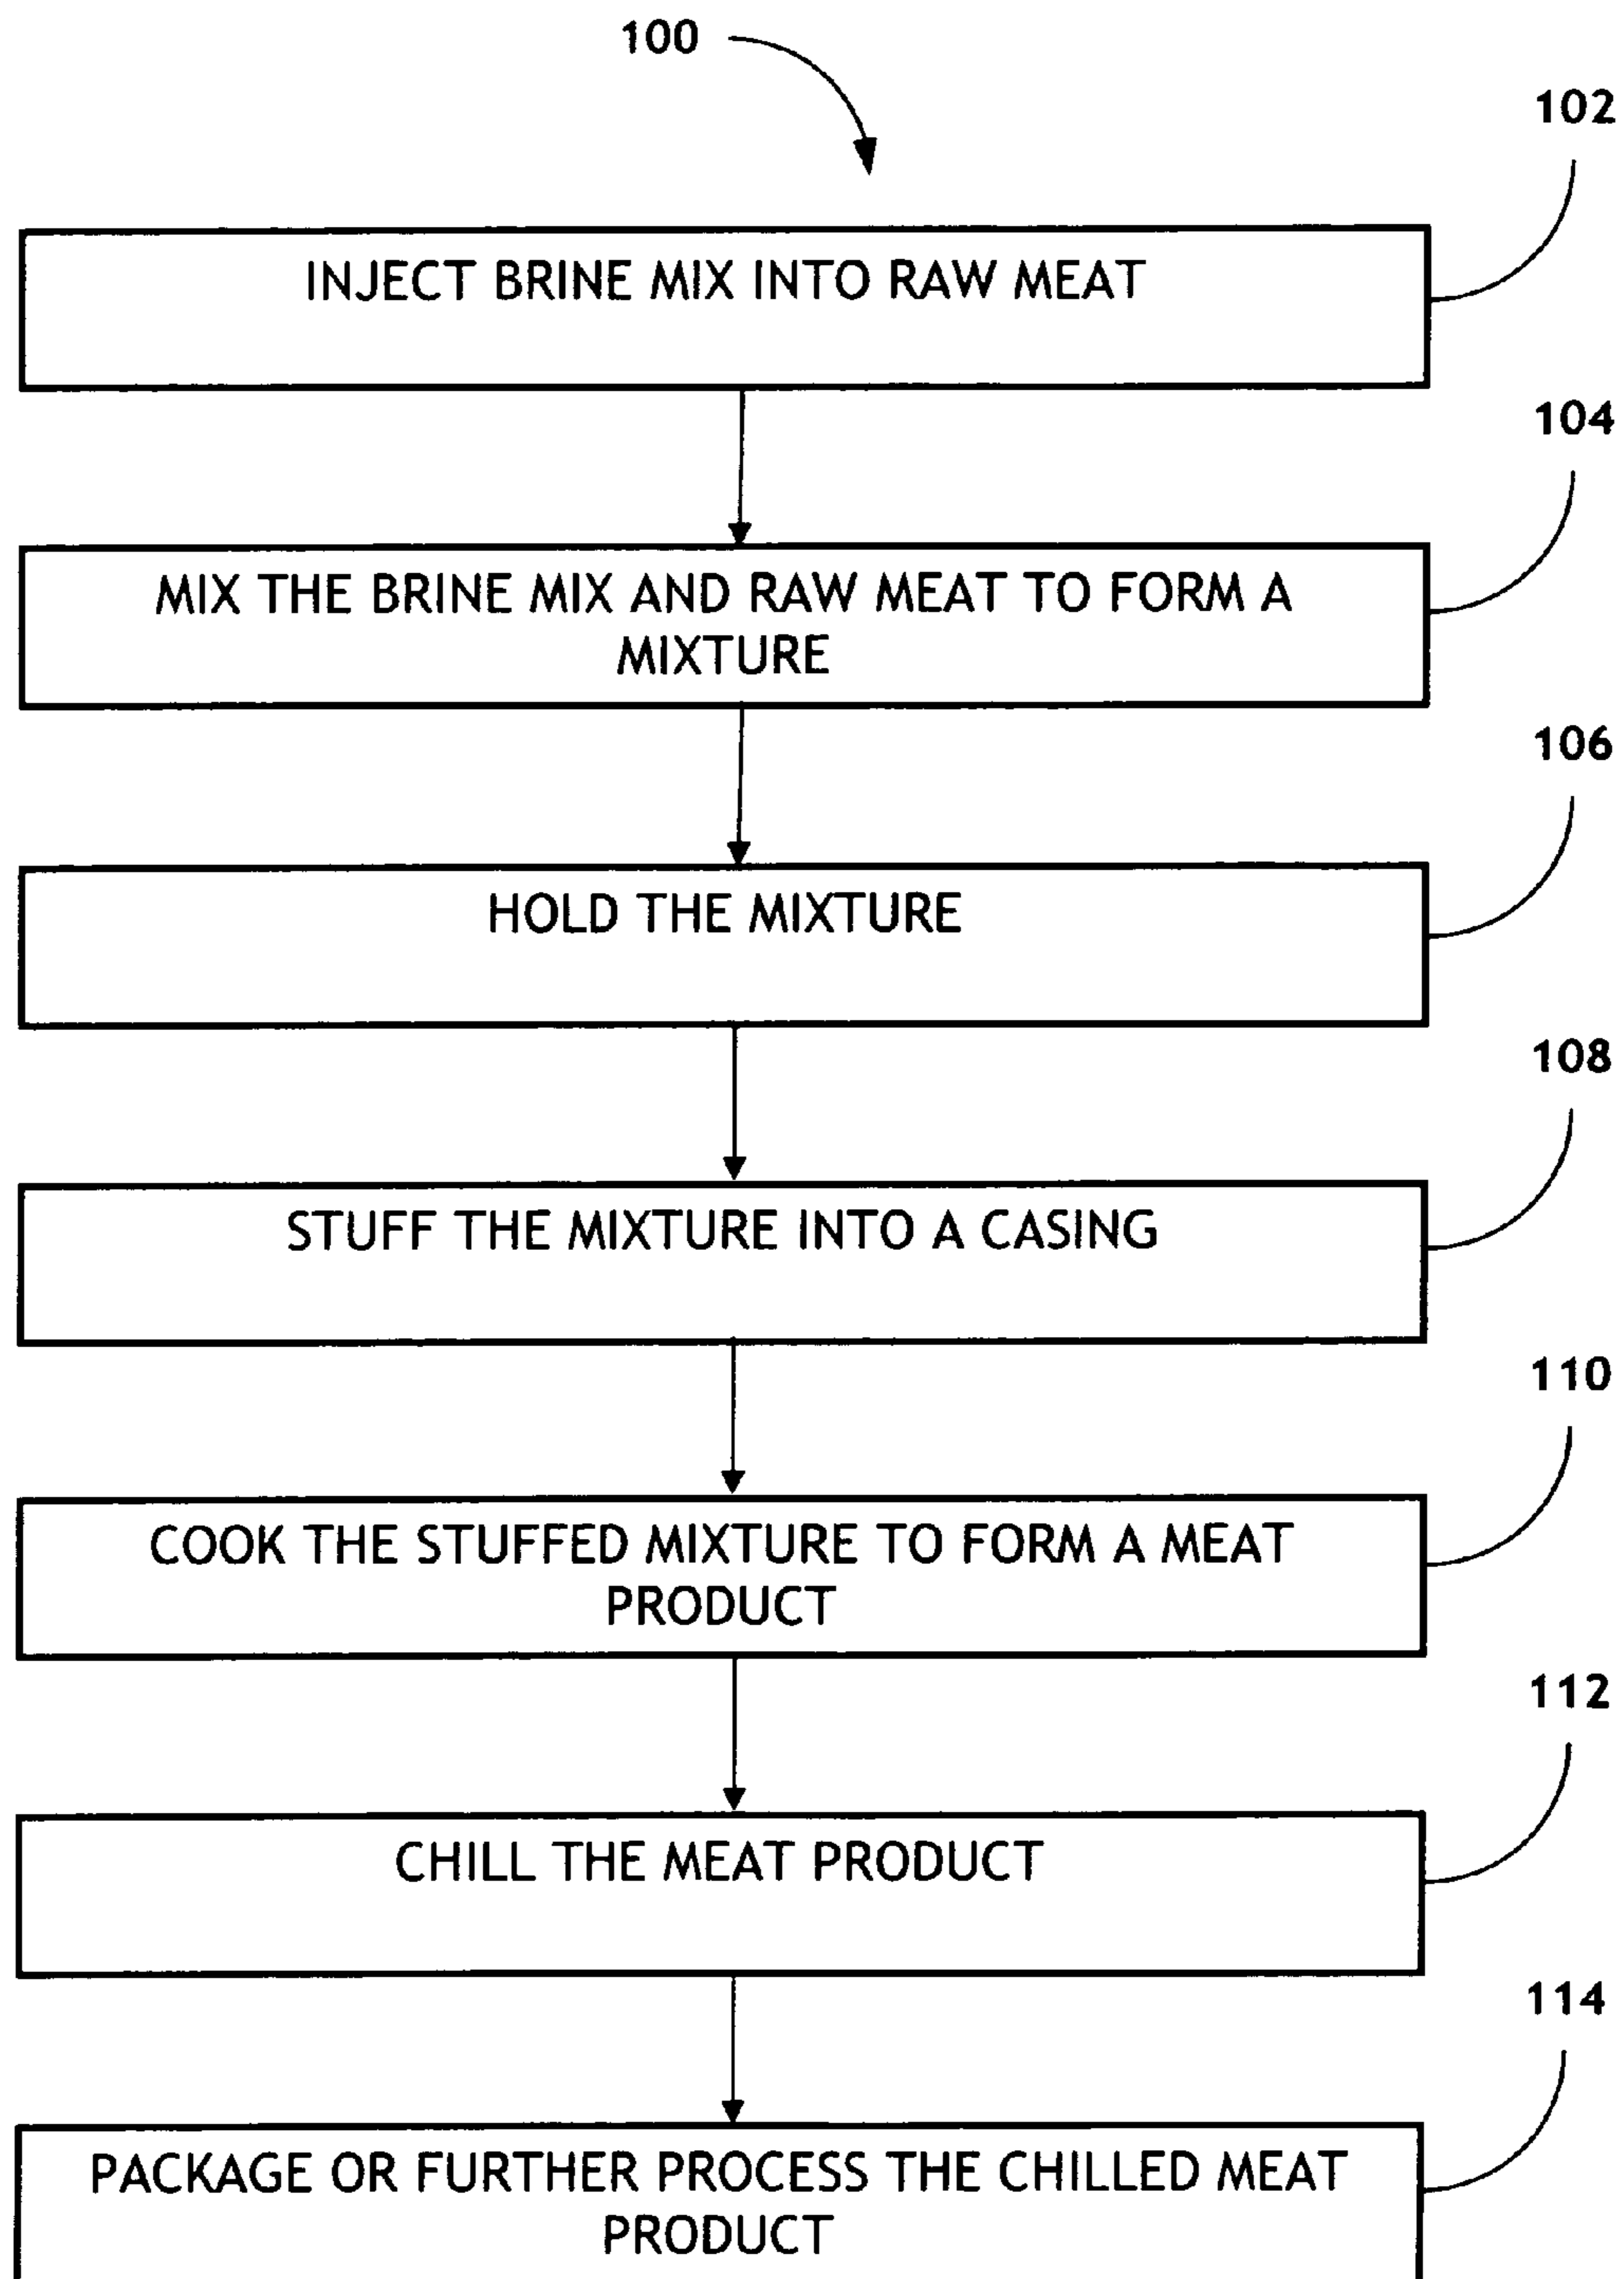 100
102
INJECT BRINE MIX INTO RAW MEAT
104
MIX THE BRINE MIX AND RAW MEAT TO FORM A
MIXTURE
106
HOLD THE MIXTURE
108
STUFF THE MIXTURE INTO A CASING
110
COOK THE STUFFED MIXTURE TO FORM A MEAT
PRODUCT
112
CHILL THE MEAT PRODUCT
114
PACKAGE OR FURTHER PROCESS THE CHILLED MEAT
PRODUCT